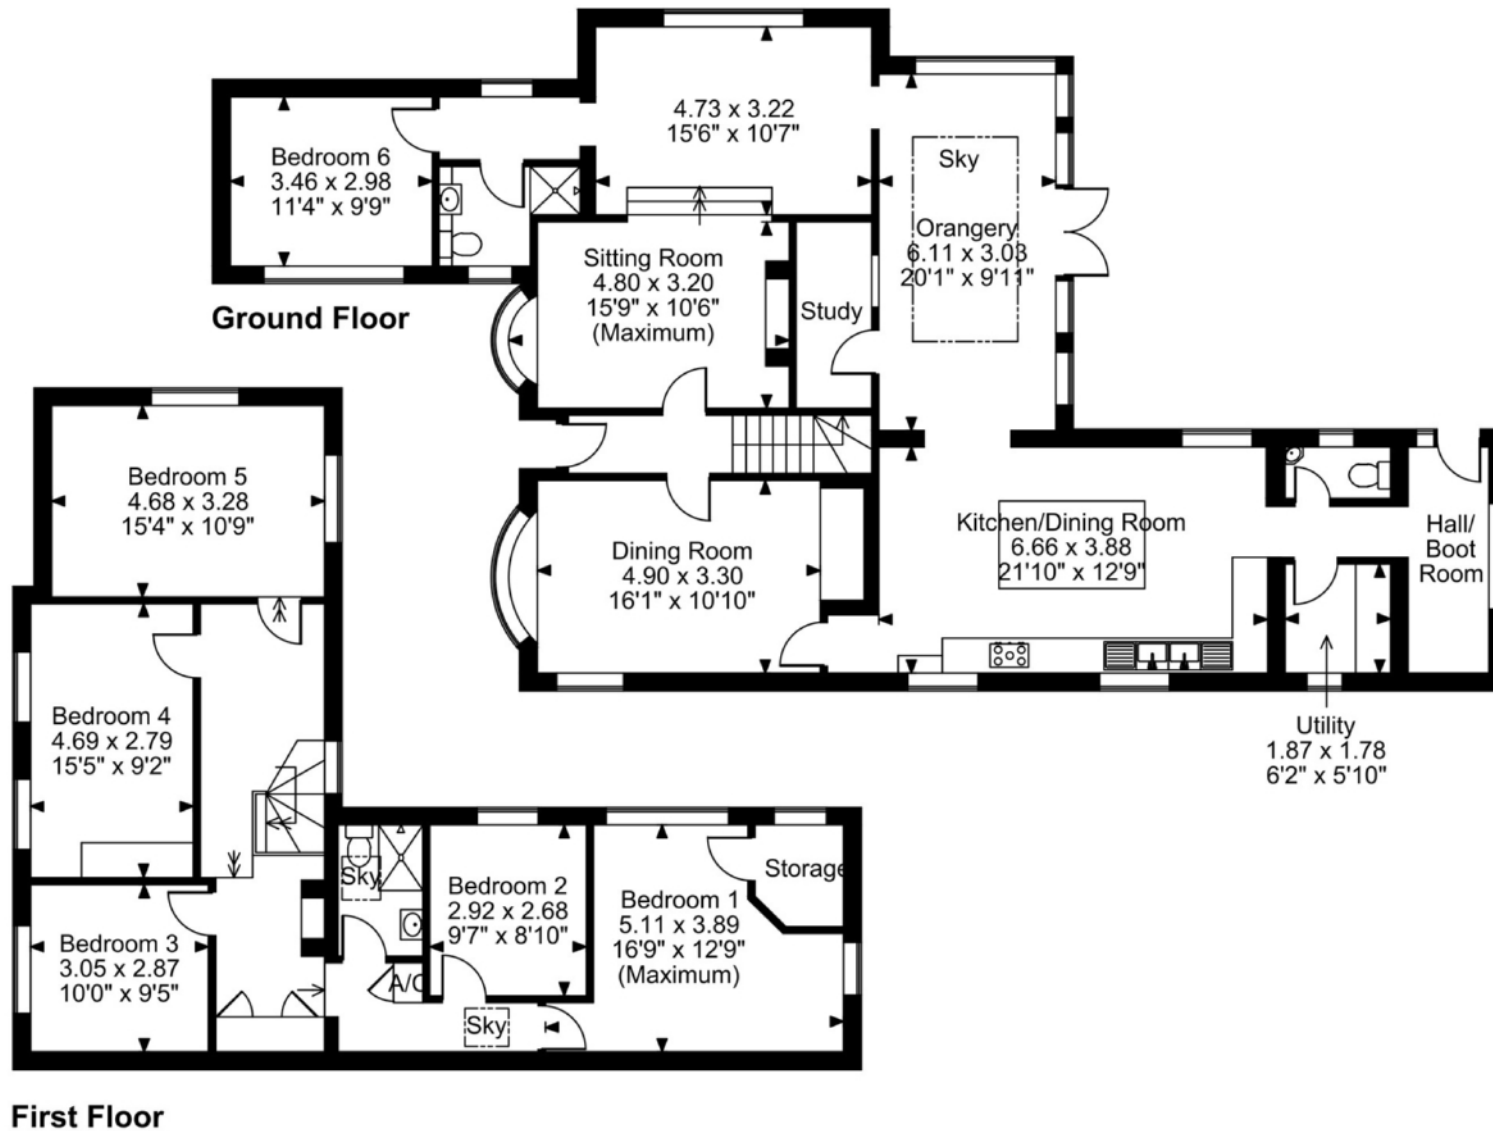 4.73 x 3.22
15'6" x 10'7"
Bedroom 6
3.46 x 2.98
11'4" x 9'9"
Sky
Orangery
6.11 x 3.03
20'1" x 9'11"
Sitting Room
4.80 x 3.20
15'9" x 10'6"
(Maximum)
Study
Ground Floor
Bedroom 5
4.68 x 3.28
15'4" x 10'9"
Dining Room
4.90 x 3.30
16'1" x 10'10"
Kitchen/Dining Room
6.66 x 3.88
21'10" x 12'9"
Hall/
Boot
Room
Utility
1.87 x 1.78
6'2" x 5'10"
Bedroom 4
4.69 x 2.79
15'5" x 9'2"
Sky
Bedroom 2
2.92 x 2.68
9'7" x 8'10"
Bedroom 1
5.11 x 3.89
16'9" x 12'9"
(Maximum)
Storage
Bedroom 3
3.05 x 2.87
10'0" x 9'5"
A/C
Sky
First Floor